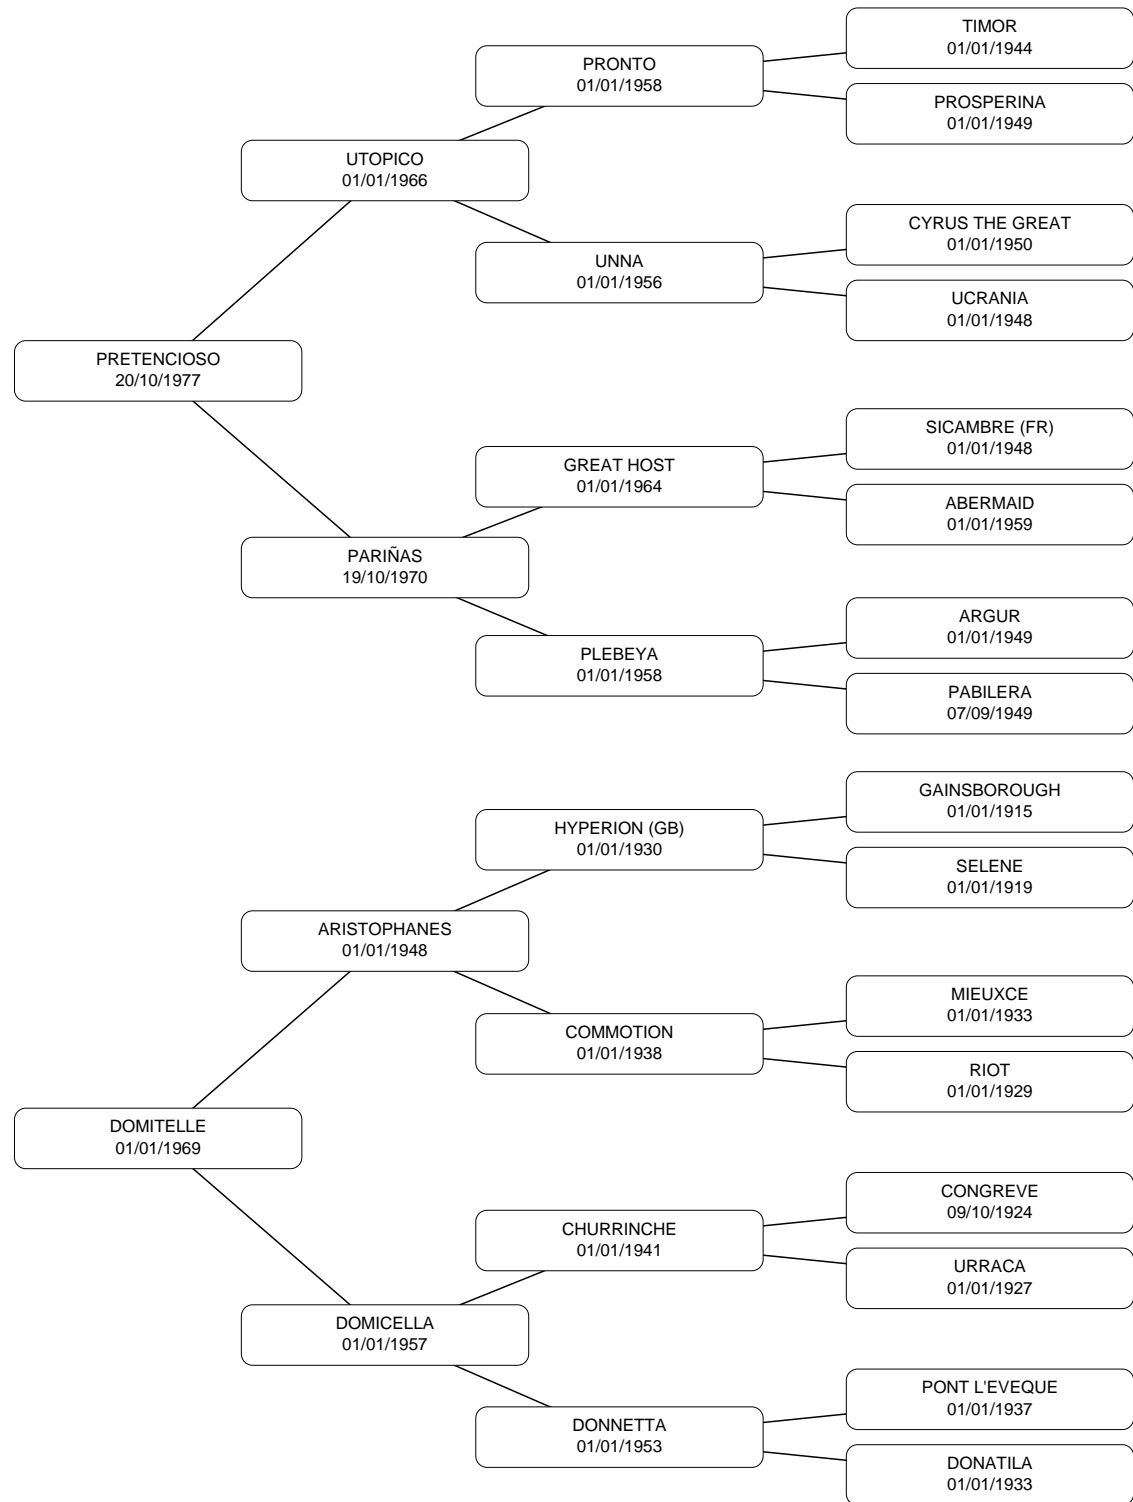 TIMOR
01/01/1944
PRONTO
01/01/1958
PROSPERINA
01/01/1949
UTOPICO
01/01/1966
CYRUS THE GREAT
01/01/1950
UNNA
01/01/1956
UCRANIA
01/01/1948
PRETENCIOSO
20/10/1977
SICAMBRE (FR)
01/01/1948
GREAT HOST
01/01/1964
ABERMAID
01/01/1959
PARIÑAS
19/10/1970
ARGUR
01/01/1949
PLEBEYA
01/01/1958
PABILERA
07/09/1949
GAINSBOROUGH
01/01/1915
HYPERION (GB)
01/01/1930
SELENE
01/01/1919
ARISTOPHANES
01/01/1948
MIEUXCE
01/01/1933
COMMOTION
01/01/1938
RIOT
01/01/1929
DOMITELLE
01/01/1969
CONGREVE
09/10/1924
CHURRINCHE
01/01/1941
URRACA
01/01/1927
DOMICELLA
01/01/1957
PONT L'EVEQUE
01/01/1937
DONNETTA
01/01/1953
DONATILA
01/01/1933